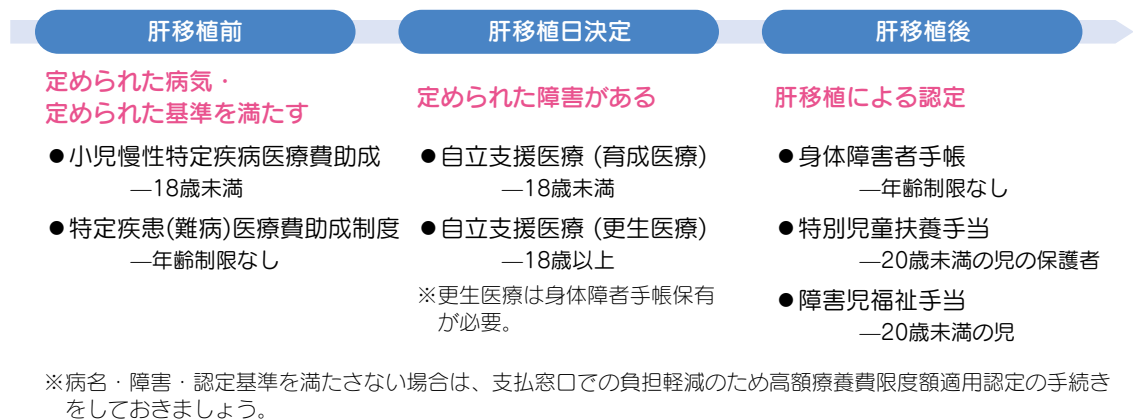 肝移植前
肝移植日決定
肝移植後
定められた病気・
定められた基準を満たす
●小児慢性特定疾病医療費助成
―18歳未満
●特定疾患(難病)医療費助成制度
―年齢制限なし
定められた障害がある
●自立支援医療 (育成医療)
―18歳未満
●自立支援医療 (更生医療)
―18歳以上
※更生医療は身体障者手帳保有
が必要。
肝移植による認定
●身体障害者手帳
―年齢制限なし
●特別児童扶養手当
―20歳未満の児の保護者
●障害児福祉手当
―20歳未満の児
※病名・障害・認定基準を満たさない場合は、支払窓口での負担軽減のため高額療養費限度額適用認定の手続き
をしておきましょう。